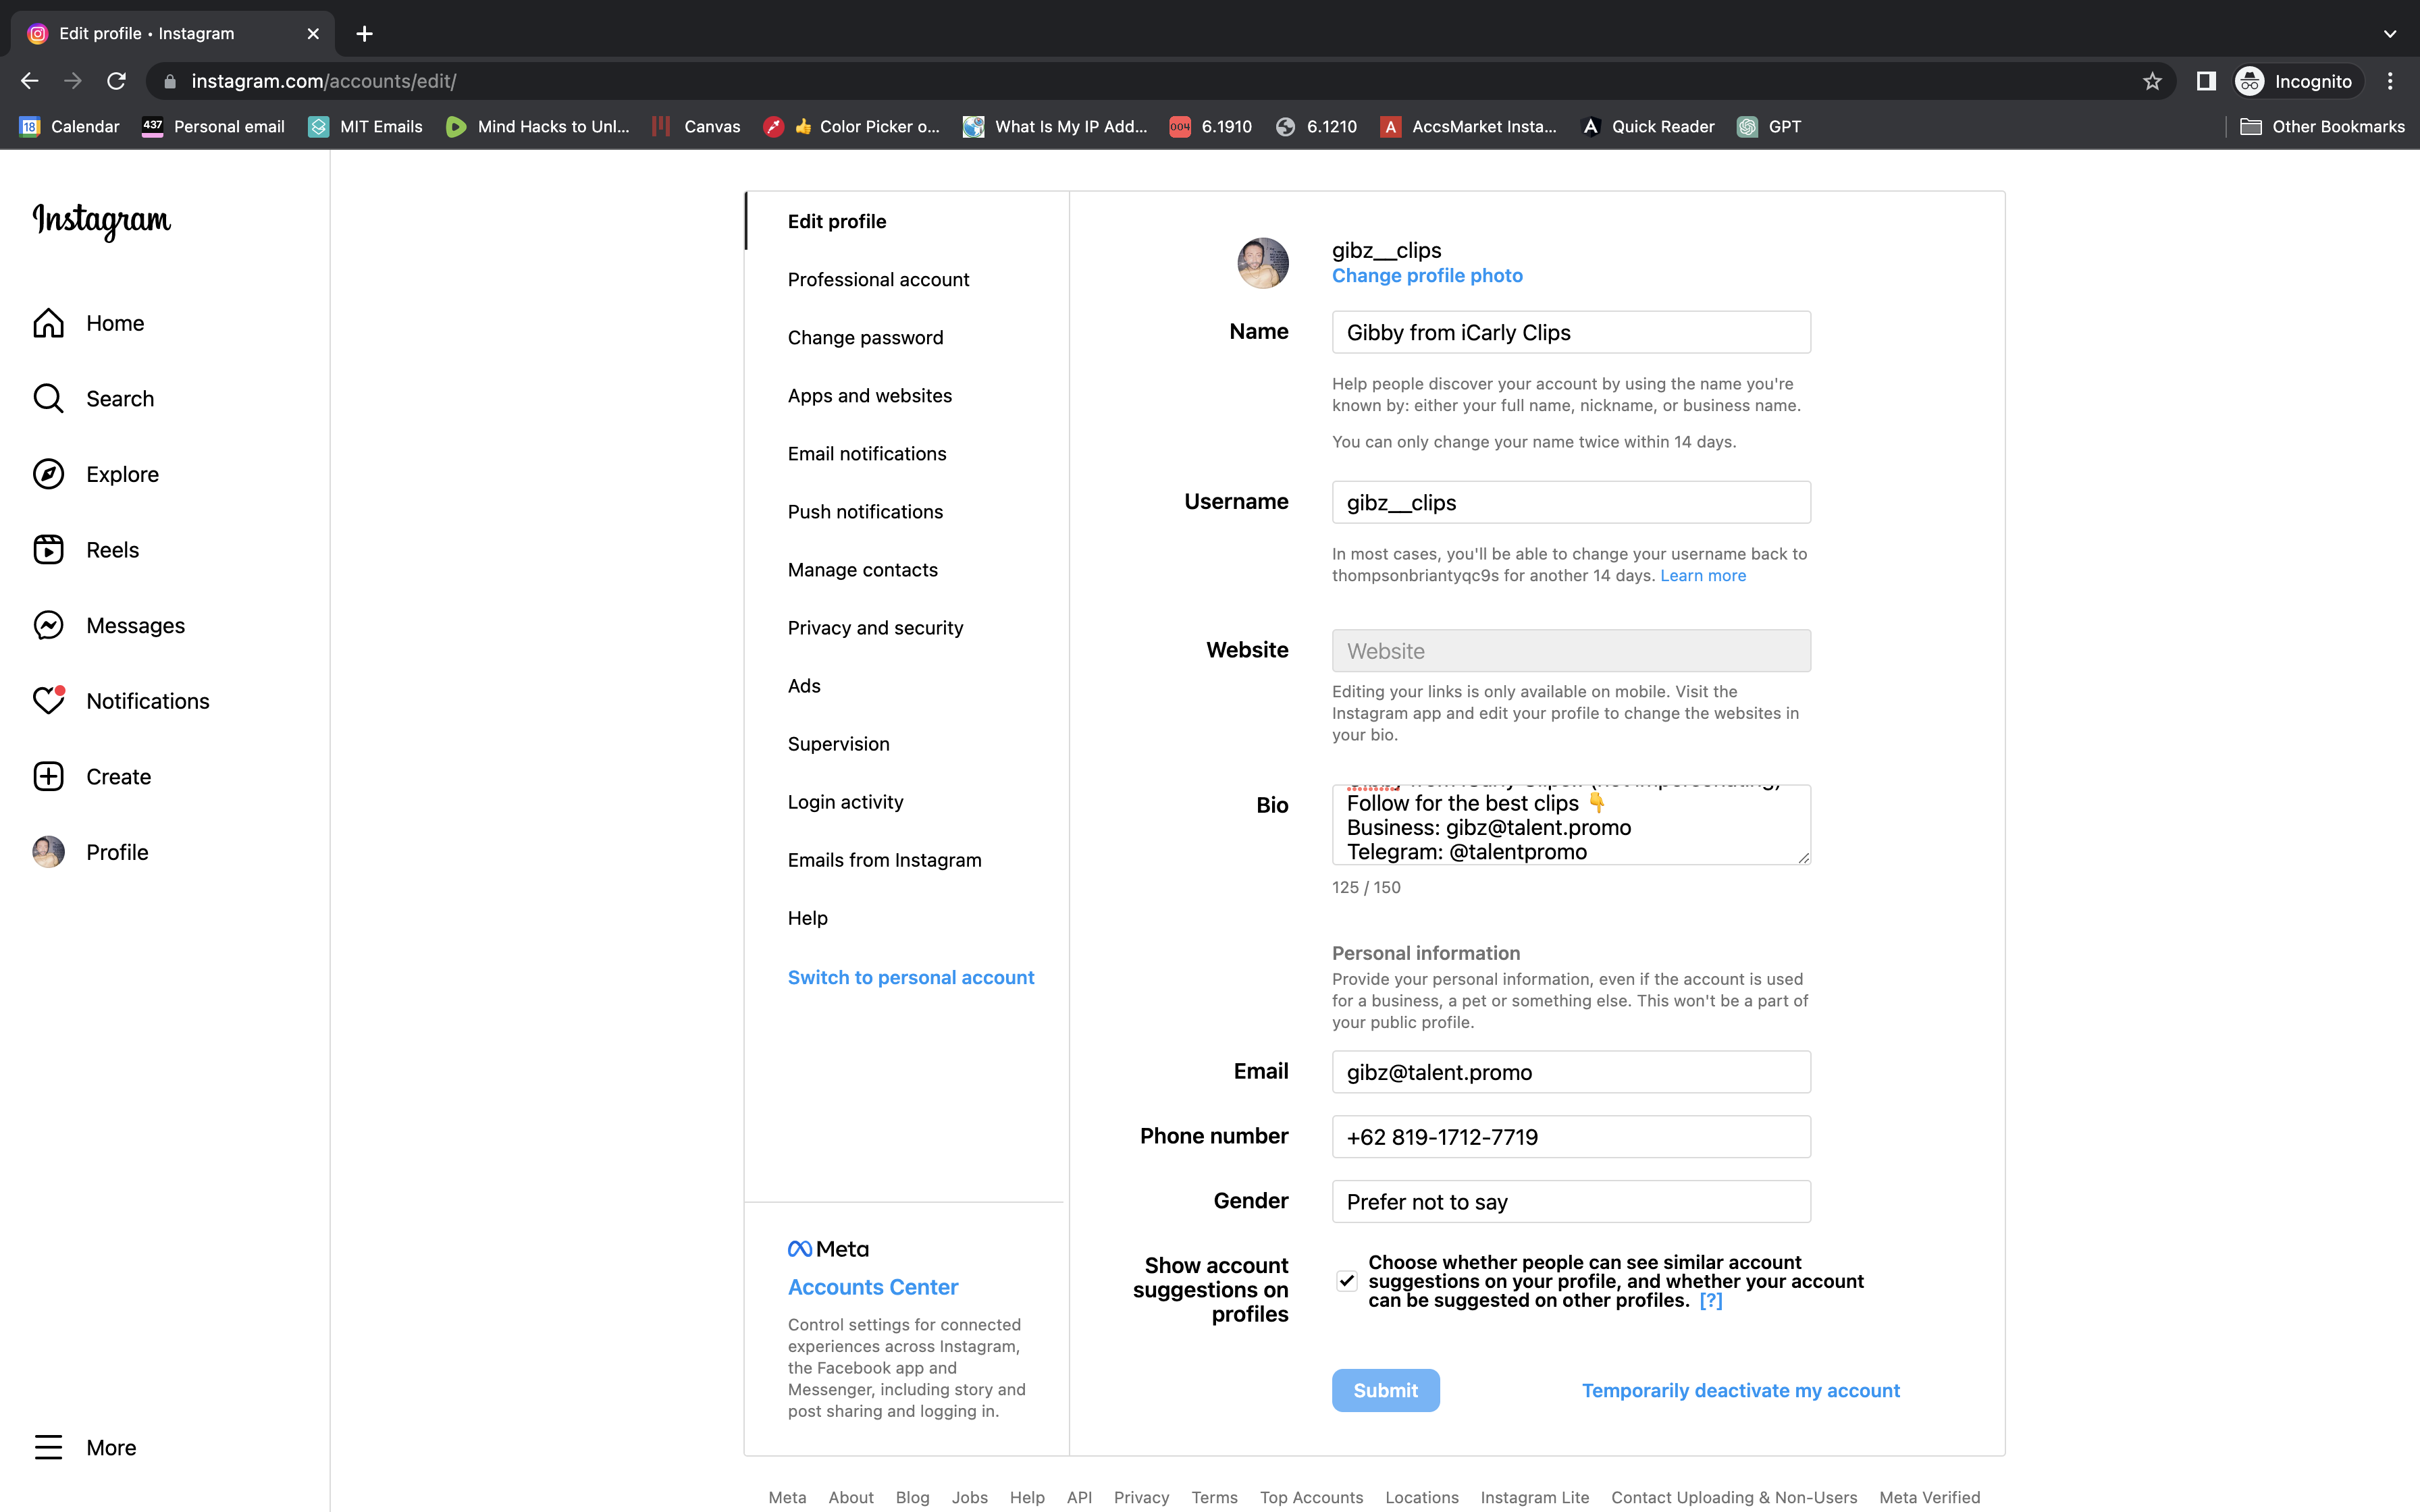 Edit profile • Instagram
instagram.com/accounts/edit/
Incognito
18 Calendar
437 Personal email
MIT Emails
Mind Hacks to Unl...
Canvas
👍 Color Picker o...
What Is My IP Add...
004 6.1910
6.1210
A AccsMarket Insta...
Quick Reader
GPT
Other Bookmarks
Instagram
Home
Search
Explore
Reels
Messages
Notifications
Create
Profile
More
Edit profile
Professional account
Change password
Apps and websites
Email notifications
Push notifications
Manage contacts
Privacy and security
Ads
Supervision
Login activity
Emails from Instagram
Help
Switch to personal account
Meta
Accounts Center
Control settings for connected
experiences across Instagram,
the Facebook app and
Messenger, including story and
post sharing and logging in.
gibz__clips
Change profile photo
Name
Gibby from iCarly Clips
Help people discover your account by using the name you're
known by: either your full name, nickname, or business name.
You can only change your name twice within 14 days.
Username
gibz__clips
In most cases, you'll be able to change your username back to
thompsonbriantyqc9s for another 14 days. Learn more
Website
Website
Editing your links is only available on mobile. Visit the
Instagram app and edit your profile to change the websites in
your bio.
Bio
Follow for the best clips 👇
Business: gibz@talent.promo
Telegram: @talentpromo
125 / 150
Personal information
Provide your personal information, even if the account is used
for a business, a pet or something else. This won't be a part of
your public profile.
Email
gibz@talent.promo
Phone number
+62 819-1712-7719
Gender
Prefer not to say
Show account
suggestions on
profiles
Choose whether people can see similar account
suggestions on your profile, and whether your account
can be suggested on other profiles. [?]
Submit
Temporarily deactivate my account
Meta About Blog Jobs Help API Privacy Terms Top Accounts Locations Instagram Lite Contact Uploading & Non-Users Meta Verified